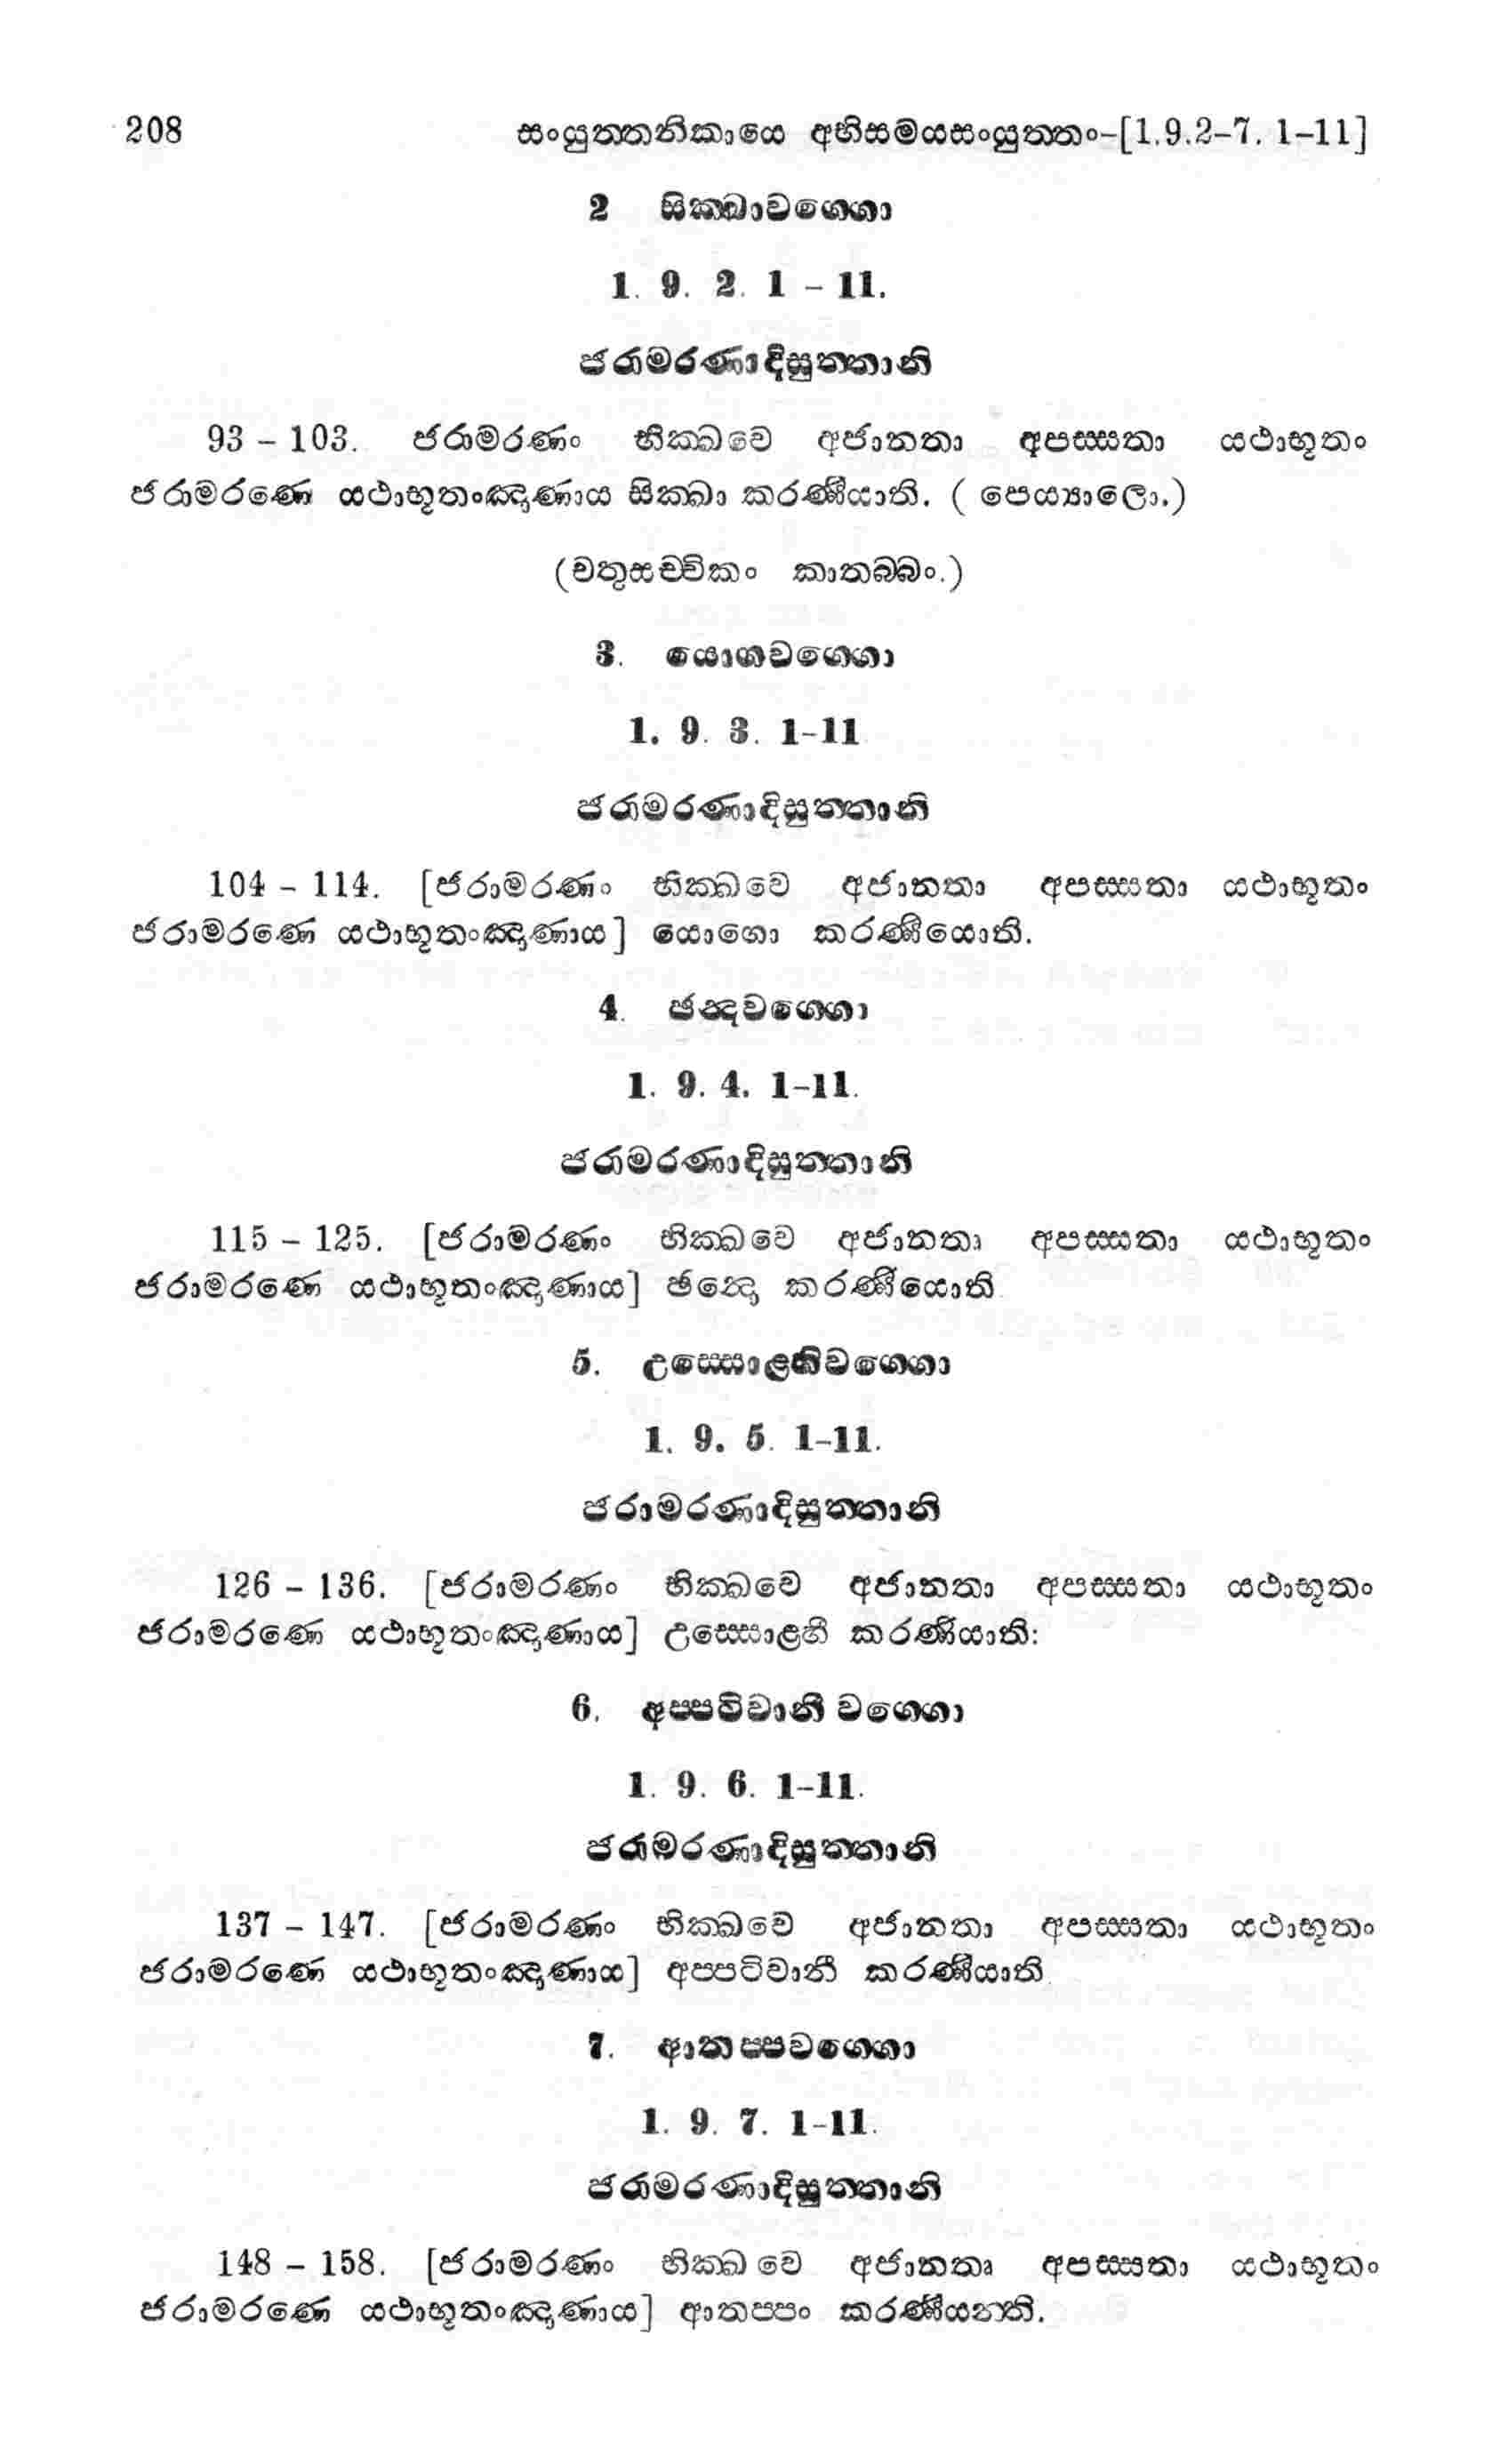 208 සංයුත්තනිකායෙ අභිසමයසංයුත්තං-[1.9.2-7. 1-11]
2 සික්ඛාවග්ගො
1. 9. 2. 1 - 11.
ජරාමරණාදිසුත්තානි
93 - 103. ජරාමරණං භික්ඛවෙ අජානතා අපස්සතා යථාභූතං
ජරාමරණෙ යථාභූතංඤාණාය සික්ඛා කරණීයාති. ( පෙය්‍යාලො.)
(චතුසච්චිකං කාතබ්බං.)
3. යොගවග්ගො
1. 9. 3. 1-11
ජරාමරණාදිසුත්තානි
104 - 114. [ජරාමරණං භික්ඛවෙ අජානතා අපස්සතා යථාභූතං
ජරාමරණෙ යථාභූතංඤාණාය] යොගො කරණීයොති.
4. ඡන්දවග්ගො
1. 9. 4. 1-11.
ජරාමරණාදිසුත්තානි
115 - 125. [ජරාමරණං භික්ඛවෙ අජානතා අපස්සතා යථාභූතං
ජරාමරණෙ යථාභූතංඤාණාය] ඡන්දො කරණීයොති
5. උස්සොළ්හිවග්ගො
1. 9. 5. 1-11.
ජරාමරණාදිසුත්තානි
126 - 136. [ජරාමරණං භික්ඛවෙ අජානතා අපස්සතා යථාභූතං
ජරාමරණෙ යථාභූතංඤාණාය] උස්සොළ්හී කරණීයාති:
6. අප්පටිවානී වග්ගො
1. 9. 6. 1-11.
ජරාමරණාදිසුත්තානි
137 - 147. [ජරාමරණං භික්ඛවෙ අජානතා අපස්සතා යථාභූතං
ජරාමරණෙ යථාභූතංඤාණාය] අප්පටිවානී කරණීයාති
7. ආතප්පවග්ගො
1. 9. 7. 1-11.
ජරාමරණාදිසුත්තානි
148 - 158. [ජරාමරණං භික්ඛවෙ අජානතා අපස්සතා යථාභූතං
ජරාමරණෙ යථාභූතංඤාණාය] ආතප්පං කරණීයන්ති.